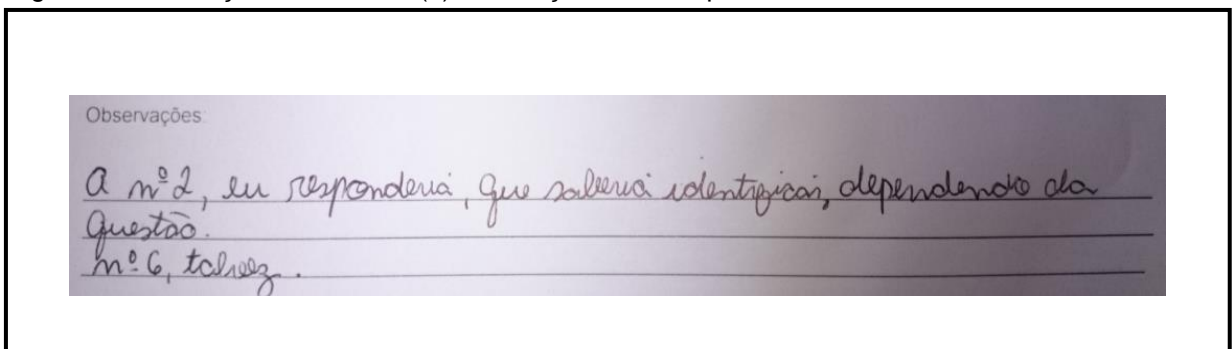 Observações:
A nº 2, eu responderia, que saberia identificar, dependendo da
questão.
nº 6, talvez.